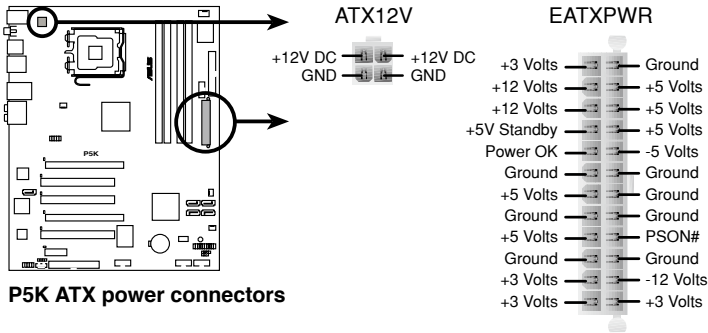 ATX12V
EATXPWR
+12V DC +12V DC
GND GND
+3 Volts Ground
+12 Volts +5 Volts
+12 Volts +5 Volts
+5V Standby +5 Volts
Power OK -5 Volts
Ground Ground
+5 Volts Ground
Ground Ground
+5 Volts PSON#
Ground Ground
+3 Volts -12 Volts
+3 Volts +3 Volts
/ISUS
P5K
P5K ATX power connectors